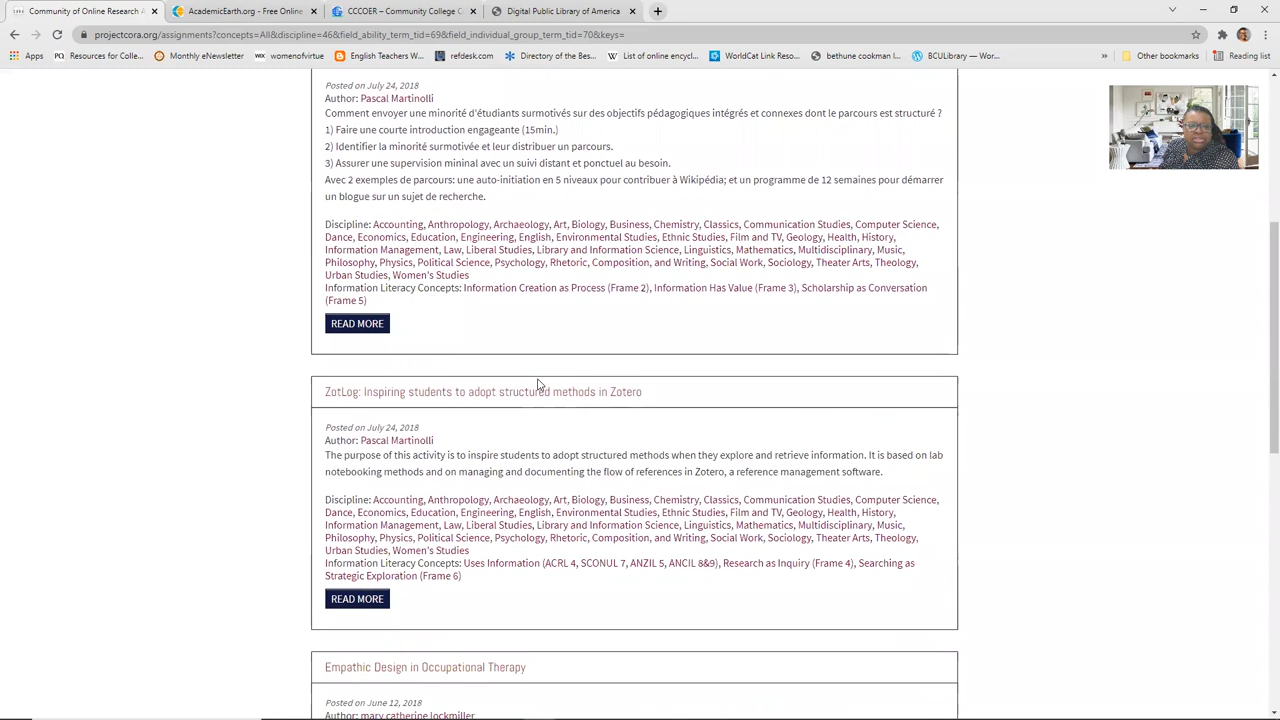 Community of Online Research A
AcademicEarth.org - Free Online
CCCOER – Community College C
Digital Public Library of America
projectcora.org/assignments?concepts=All&discipline=46&field_ability_term_tid=69&field_individual_group_term_tid=70&keys=
Apps
Resources for Colle...
Monthly eNewsletter
womenofvirtue
English Teachers W...
refdesk.com
Directory of the Bes...
List of online encycl...
WorldCat Link Reso...
bethune cookman l...
BCULibrary — Wor...
»
Other bookmarks
Reading list
Posted on July 24, 2018
Author: Pascal Martinolli
Comment envoyer une minorité d'étudiants surmotivés sur des objectifs pédagogiques intégrés et connexes dont le parcours est structuré ?
1) Faire une courte introduction engageante (15min.)
2) Identifier la minorité surmotivée et leur distribuer un parcours.
3) Assurer une supervision mininal avec un suivi distant et ponctuel au besoin.
Avec 2 exemples de parcours: une auto-initiation en 5 niveaux pour contribuer à Wikipédia; et un programme de 12 semaines pour démarrer
un blogue sur un sujet de recherche.
Discipline: Accounting, Anthropology, Archaeology, Art, Biology, Business, Chemistry, Classics, Communication Studies, Computer Science,
Dance, Economics, Education, Engineering, English, Environmental Studies, Ethnic Studies, Film and TV, Geology, Health, History,
Information Management, Law, Liberal Studies, Library and Information Science, Linguistics, Mathematics, Multidisciplinary, Music,
Philosophy, Physics, Political Science, Psychology, Rhetoric, Composition, and Writing, Social Work, Sociology, Theater Arts, Theology,
Urban Studies, Women's Studies
Information Literacy Concepts: Information Creation as Process (Frame 2), Information Has Value (Frame 3), Scholarship as Conversation
(Frame 5)
READ MORE
ZotLog: Inspiring students to adopt structured methods in Zotero
Posted on July 24, 2018
Author: Pascal Martinolli
The purpose of this activity is to inspire students to adopt structured methods when they explore and retrieve information. It is based on lab
notebooking methods and on managing and documenting the flow of references in Zotero, a reference management software.
Discipline: Accounting, Anthropology, Archaeology, Art, Biology, Business, Chemistry, Classics, Communication Studies, Computer Science,
Dance, Economics, Education, Engineering, English, Environmental Studies, Ethnic Studies, Film and TV, Geology, Health, History,
Information Management, Law, Liberal Studies, Library and Information Science, Linguistics, Mathematics, Multidisciplinary, Music,
Philosophy, Physics, Political Science, Psychology, Rhetoric, Composition, and Writing, Social Work, Sociology, Theater Arts, Theology,
Urban Studies, Women's Studies
Information Literacy Concepts: Uses Information (ACRL 4, SCONUL 7, ANZIL 5, ANCIL 8&9), Research as Inquiry (Frame 4), Searching as
Strategic Exploration (Frame 6)
READ MORE
Empathic Design in Occupational Therapy
Posted on June 12, 2018
Author: mary catherine lockmiller